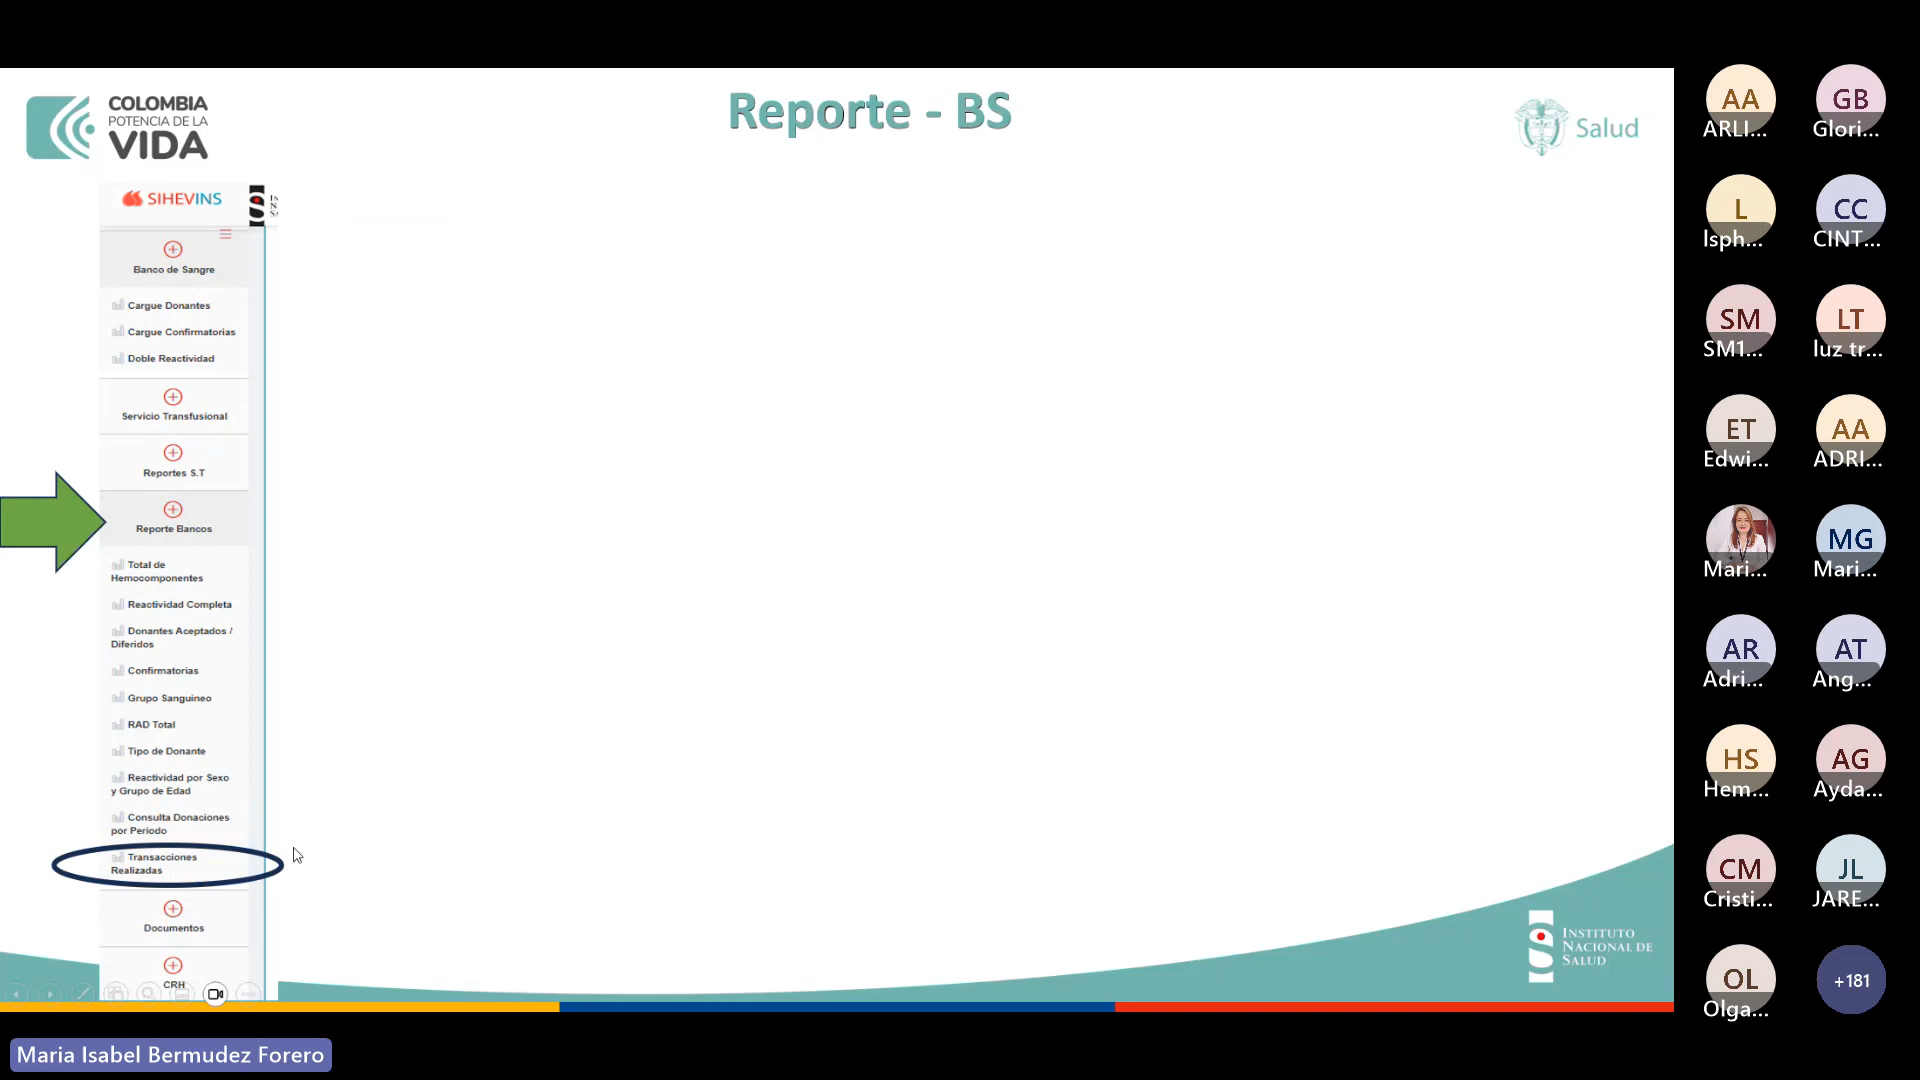 COLOMBIA
POTENCIA DE LA
VIDA
Reporte - BS
Salud
SIHEVINS
Banco de Sangre
Cargue Donantes
Cargue Confirmatorias
Doble Reactividad
Servicio Transfusional
Reportes S.T
Reporte Bancos
Total de
Hemocomponentes
Reactividad Completa
Donantes Aceptados /
Diferidos
Confirmatorias
Grupo Sanguineo
RAD Total
Tipo de Donante
Reactividad por Sexo
y Grupo de Edad
Consulta Donaciones
por Periodo
Transacciones
Realizadas
Documentos
CRH
INSTITUTO
NACIONAL DE
SALUD
AA
ARLI...
GB
Glori...
L
lsph...
CC
CINT...
SM
SM1...
LT
luz tr...
ET
Edwi...
AA
ADRI...
Mari...
MG
Mari...
AR
Adri...
AT
Ang...
HS
Hem...
AG
Ayda...
CM
Cristi...
JL
JARE...
OL
Olga...
+181
Maria Isabel Bermudez Forero